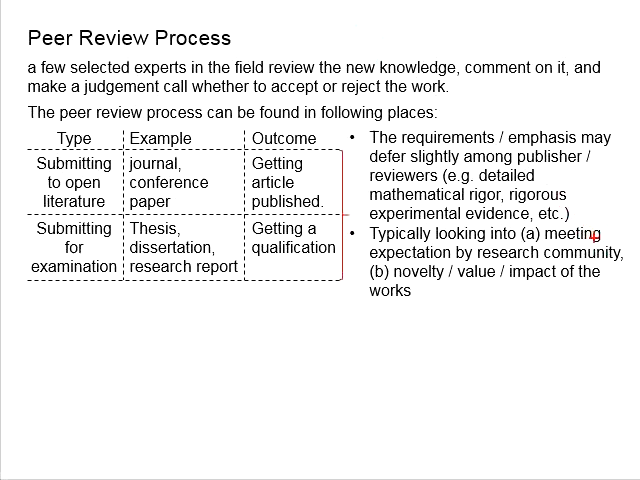 Peer Review Process
a few selected experts in the field review the new knowledge, comment on it, and
make a judgement call whether to accept or reject the work.
The peer review process can be found in following places:
Type Example Outcome
Submitting to open literature journal, conference paper Getting article published.
Submitting for examination Thesis, dissertation, research report Getting a qualification
• The requirements / emphasis may
defer slightly among publisher /
reviewers (e.g. detailed
mathematical rigor, rigorous
experimental evidence, etc.)
• Typically looking into (a) meeting
expectation by research community,
(b) novelty / value / impact of the
works